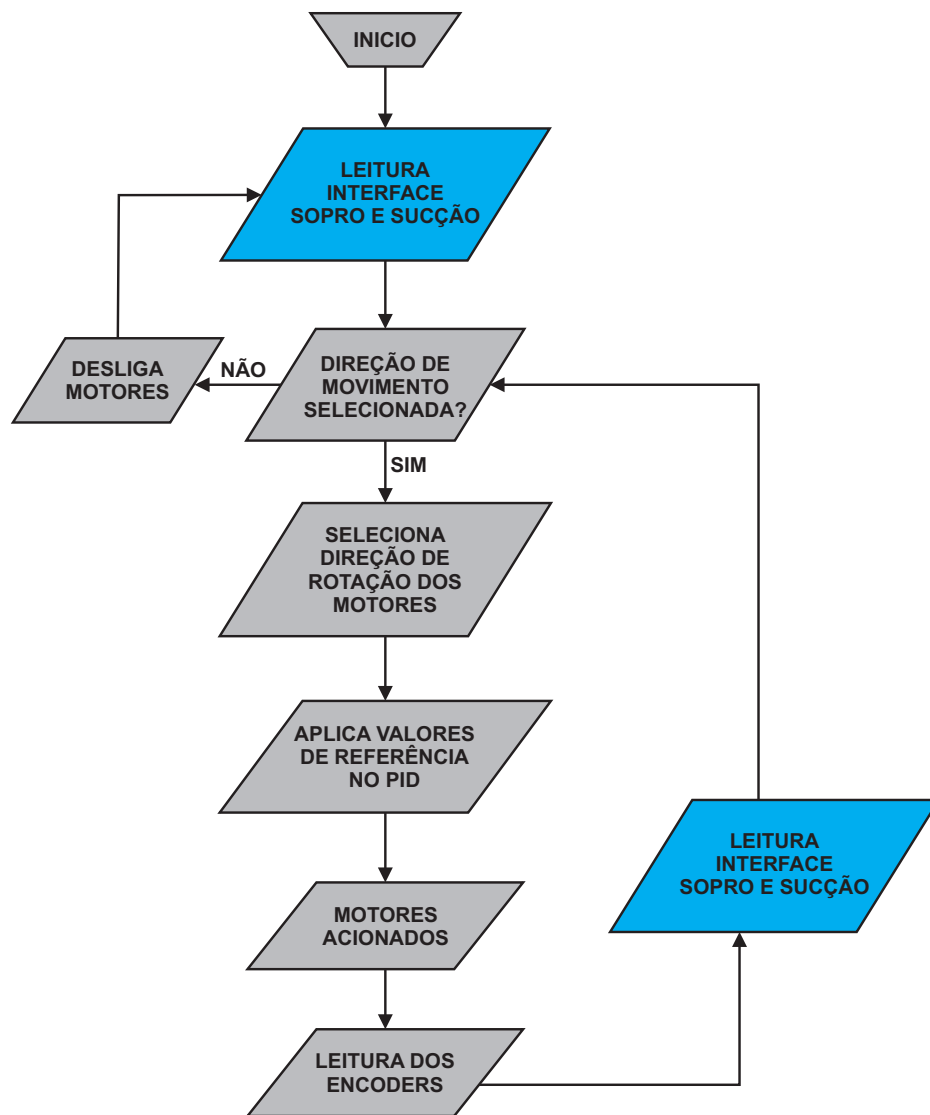 INICIO
LEITURA
INTERFACE
SOPRO E SUCÇÃO
DESLIGA
MOTORES
NÃO
DIREÇÃO DE
MOVIMENTO
SELECIONADA?
SIM
SELECIONA
DIREÇÃO DE
ROTAÇÃO DOS
MOTORES
APLICA VALORES
DE REFERÊNCIA
NO PID
LEITURA
INTERFACE
SOPRO E SUCÇÃO
MOTORES
ACIONADOS
LEITURA DOS
ENCODERS